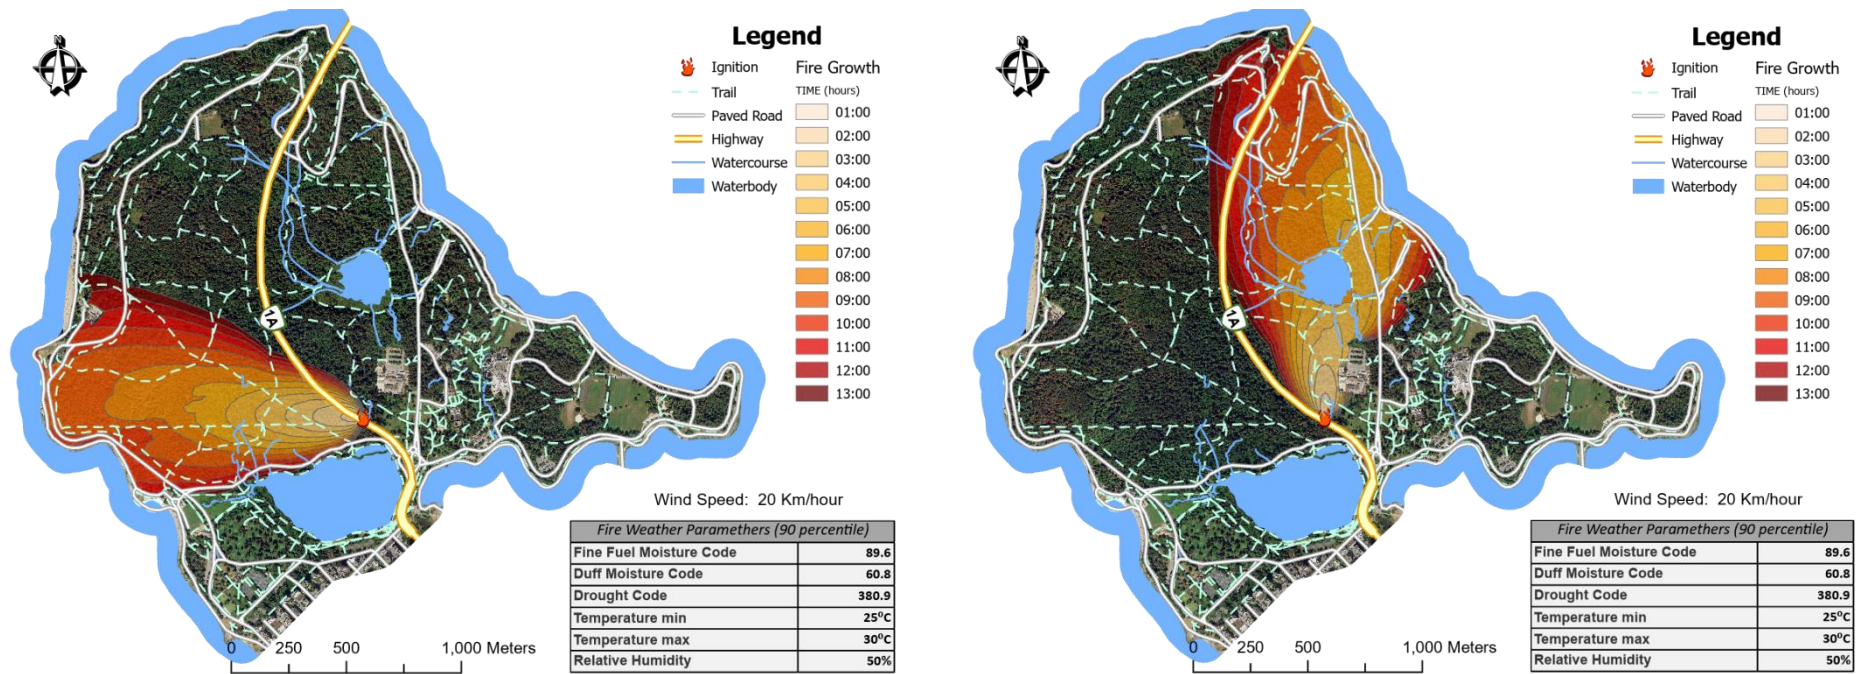 N
Legend
Ignition
Trail
Paved Road
Highway
Watercourse
Waterbody
Fire Growth
TIME (hours)
01:00
02:00
03:00
04:00
05:00
06:00
07:00
08:00
09:00
10:00
11:00
12:00
13:00
1A
Wind Speed: 20 Km/hour
Fire Weather Paramethers (90 percentile)
Fine Fuel Moisture Code 89.6
Duff Moisture Code 60.8
Drought Code 380.9
Temperature min 25⁰C
Temperature max 30⁰C
Relative Humidity 50%
0 250 500 1,000 Meters
N
Legend
Ignition
Trail
Paved Road
Highway
Watercourse
Waterbody
Fire Growth
TIME (hours)
01:00
02:00
03:00
04:00
05:00
06:00
07:00
08:00
09:00
10:00
11:00
12:00
13:00
1A
Wind Speed: 20 Km/hour
Fire Weather Paramethers (90 percentile)
Fine Fuel Moisture Code 89.6
Duff Moisture Code 60.8
Drought Code 380.9
Temperature min 25⁰C
Temperature max 30⁰C
Relative Humidity 50%
0 250 500 1,000 Meters